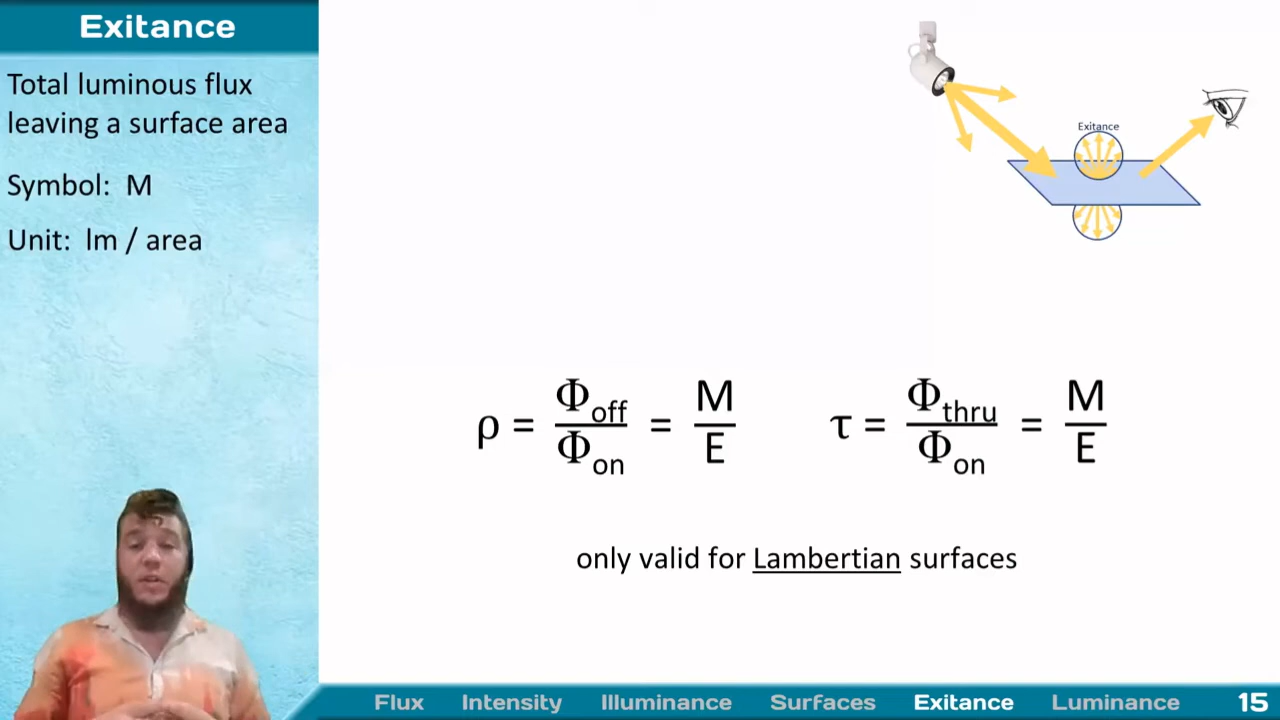 Exitance
Total luminous flux
leaving a surface area
Symbol: M
Unit: lm / area
Exitance
ρ = Φoff / Φon = M / E
τ = Φthru / Φon = M / E
only valid for Lambertian surfaces
Flux Intensity Illuminance Surfaces Exitance Luminance 15